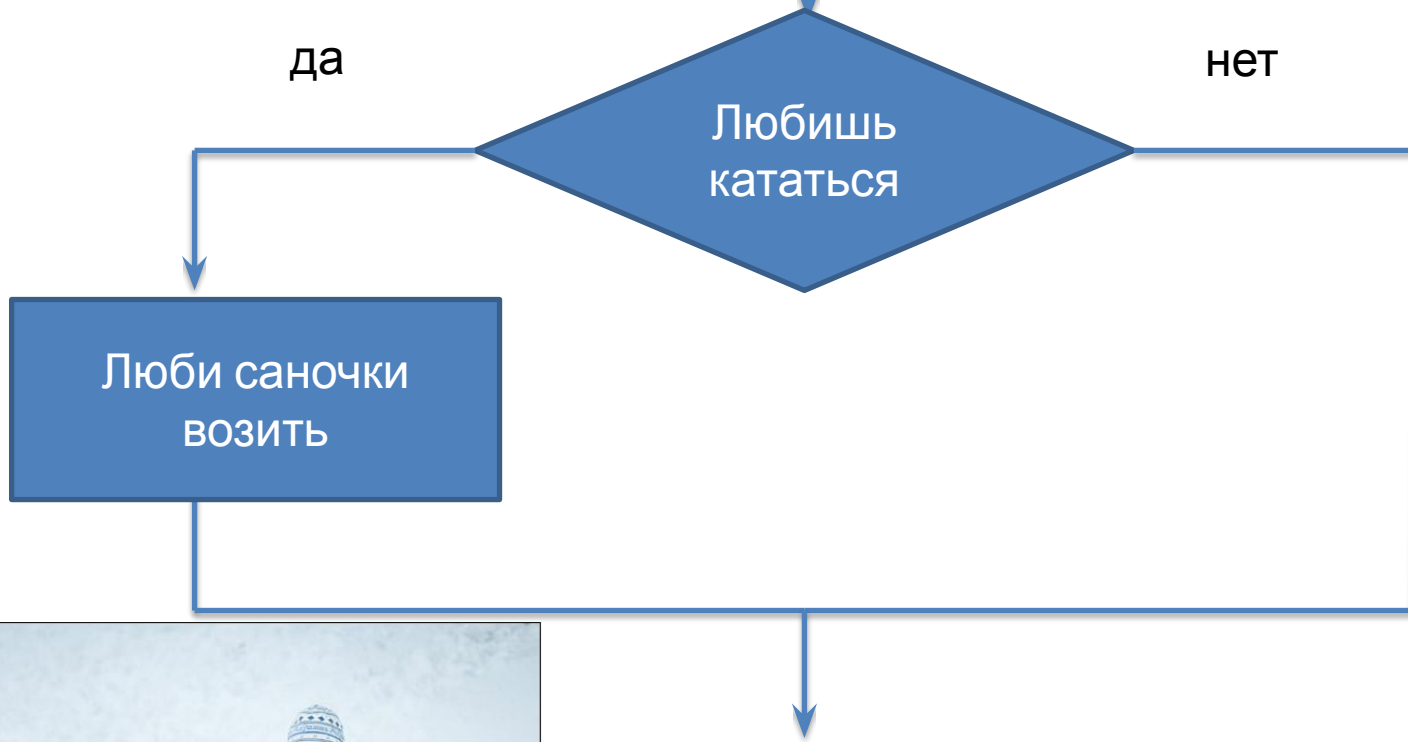 да
нет
Любишь
кататься
Люби саночки
возить